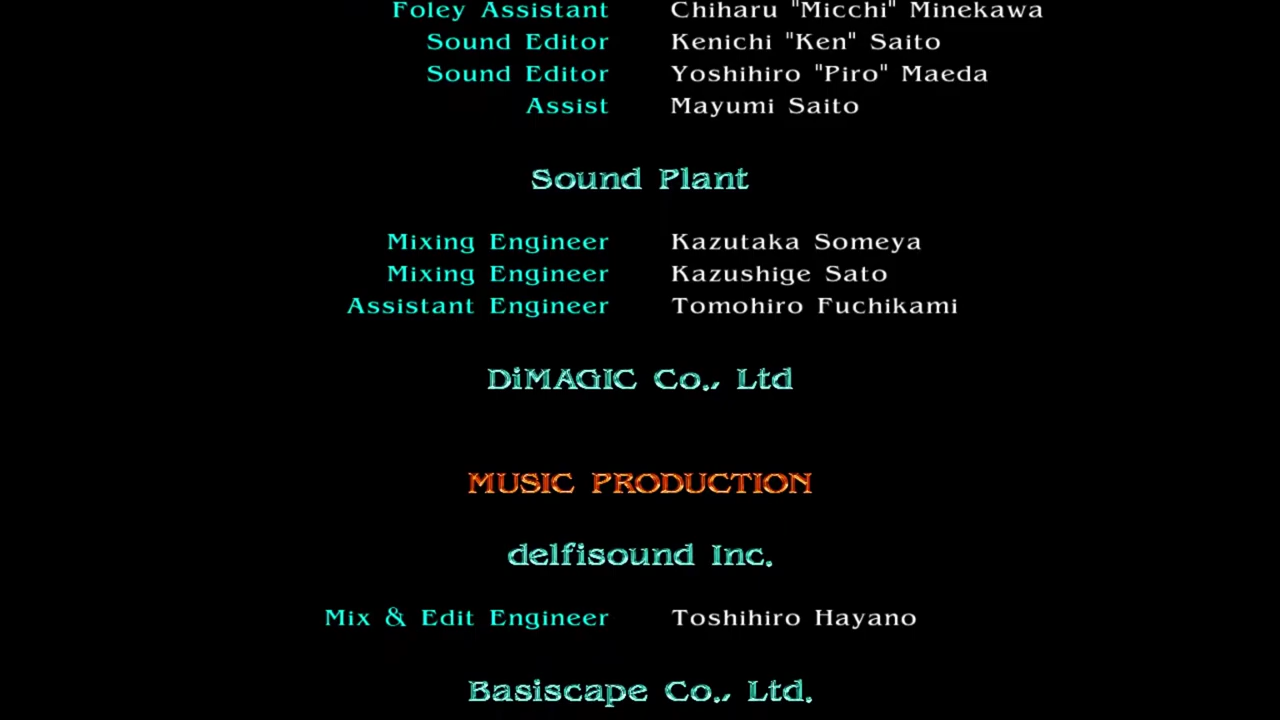 Foley Assistant Chiharu "Micchi" Minekawa
Sound Editor Kenichi "Ken" Saito
Sound Editor Yoshihiro "Piro" Maeda
Assist Mayumi Saito
Sound Plant
Mixing Engineer Kazutaka Someya
Mixing Engineer Kazushige Sato
Assistant Engineer Tomohiro Fuchikami
DiMAGIC Co., Ltd
MUSIC PRODUCTION
delfisound Inc.
Mix & Edit Engineer Toshihiro Hayano
Basiscape Co., Ltd.